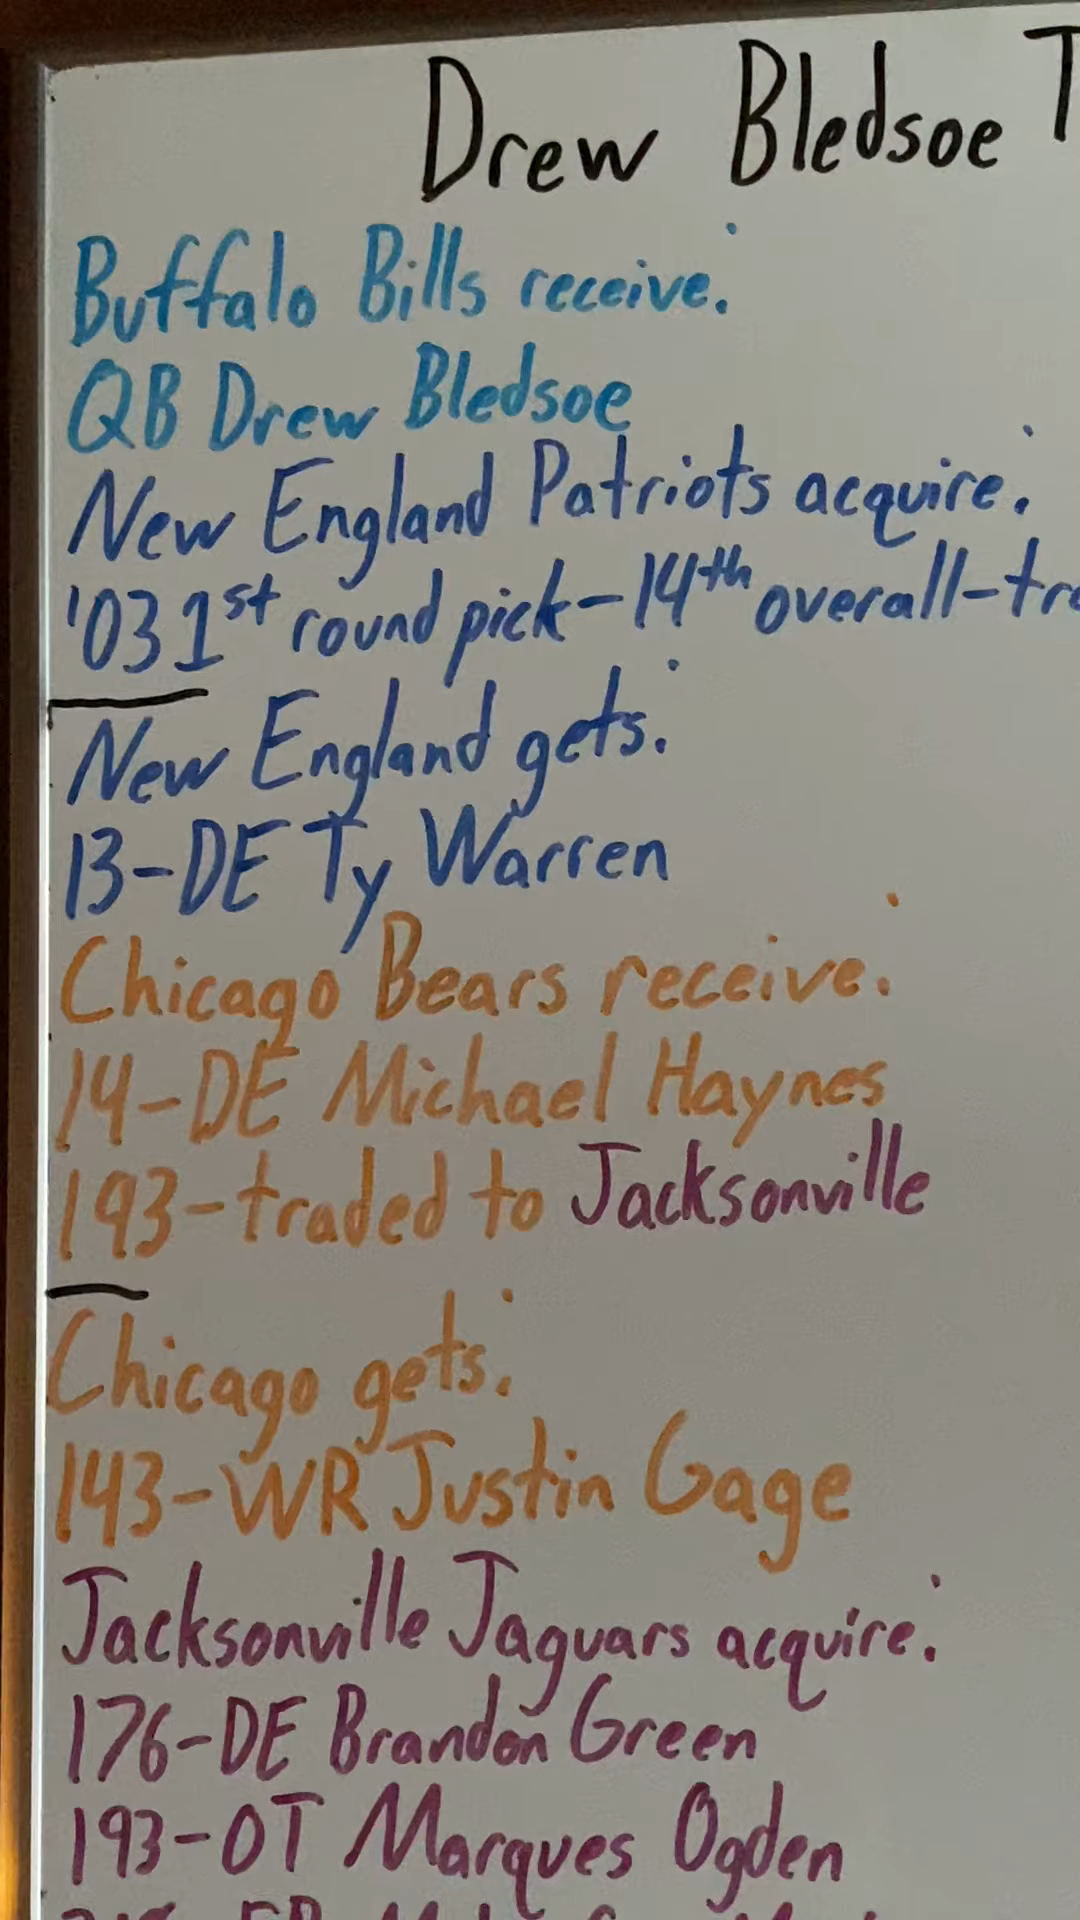 Drew Bledsoe T
Buffalo Bills receive:
QB Drew Bledsoe
New England Patriots acquire:
'03 1st round pick-14th overall-tra
New England gets:
13-DE Ty Warren
Chicago Bears receive:
14-DE Michael Haynes
193-traded to Jacksonville
Chicago gets:
143-WR Justin Gage
Jacksonville Jaguars acquire:
176-DE Brandon Green
193-OT Marques Ogden